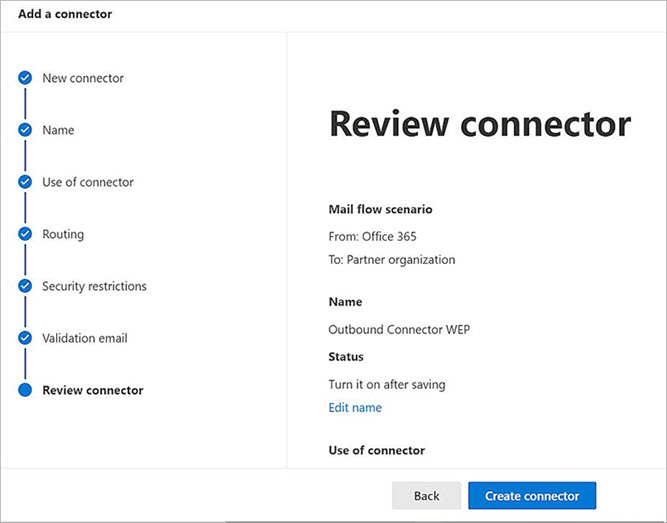 Add a connector
New connector
Name
Use of connector
Routing
Security restrictions
Validation email
Review connector
Review connector
Mail flow scenario
From: Office 365
To: Partner organization
Name
Outbound Connector WEP
Status
Turn it on after saving
Edit name
Use of connector
Back
Create connector